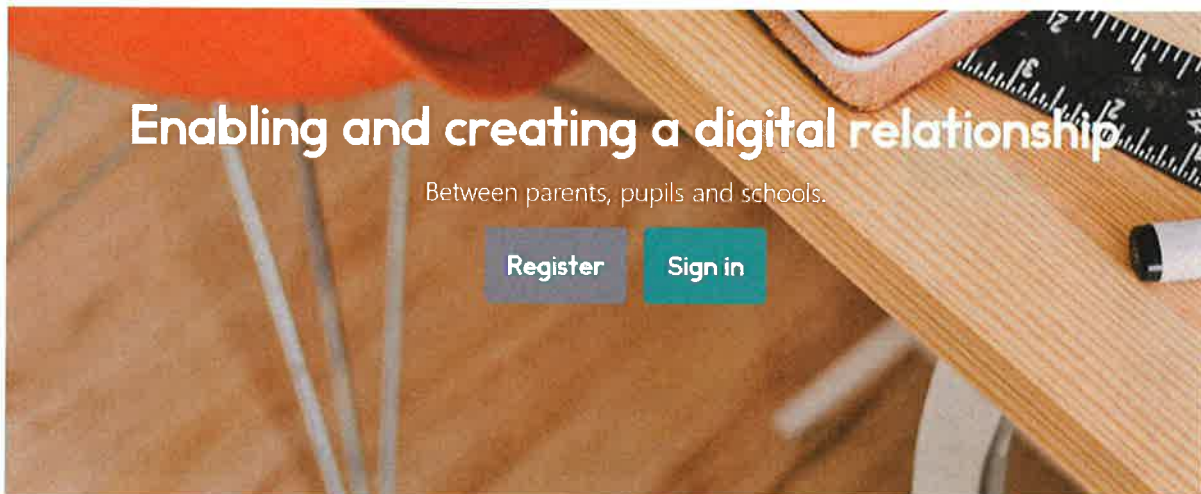 Enabling and creating a digital relationship
Between parents, pupils and schools.
Register
Sign in